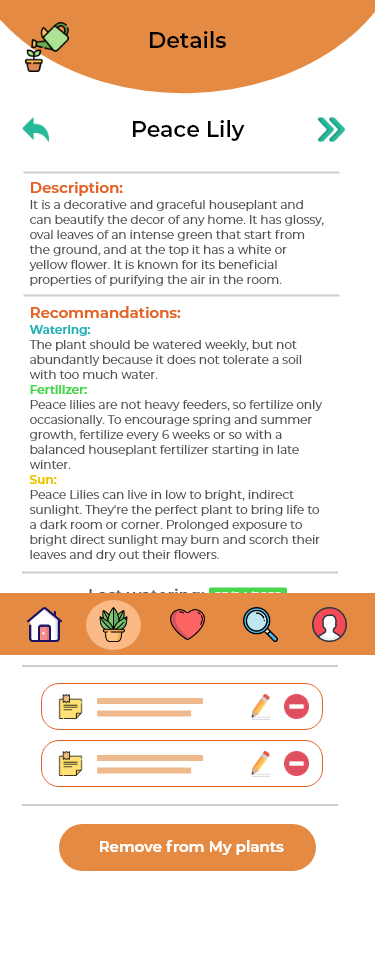 Details
Peace Lily
Description:
It is a decorative and graceful houseplant and
can beautify the decor of any home. It has glossy,
oval leaves of an intense green that start from
the ground, and at the top it has a white or
yellow flower. It is known for its beneficial
properties of purifying the air in the room.
Recommandations:
Watering:
The plant should be watered weekly, but not
abundantly because it does not tolerate a soil
with too much water.
Fertilizer:
Peace lilies are not heavy feeders, so fertilize only
occasionally. To encourage spring and summer
growth, fertilize every 6 weeks or so with a
balanced houseplant fertilizer starting in late
winter.
Sun:
Peace Lilies can live in low to bright, indirect
sunlight. They're the perfect plant to bring life to
a dark room or corner. Prolonged exposure to
bright direct sunlight may burn and scorch their
leaves and dry out their flowers.
Last watering:
Remove from My plants